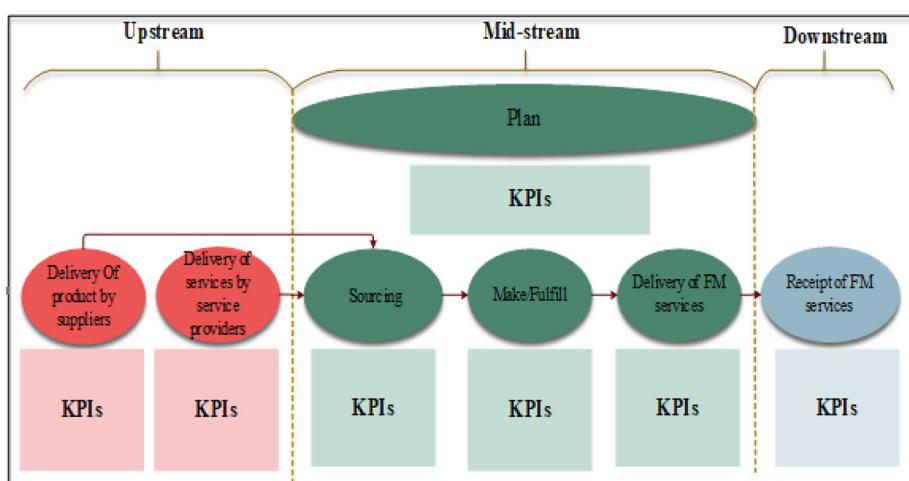 Upstream
Mid-stream
Downstream
Plan
KPIs
Delivery Of
product by
suppliers
Delivery of
services by
service
providers
Sourcing
Make/Fulfill
Delivery of FM
services
Receipt of FM
services
KPIs
KPIs
KPIs
KPIs
KPIs
KPIs